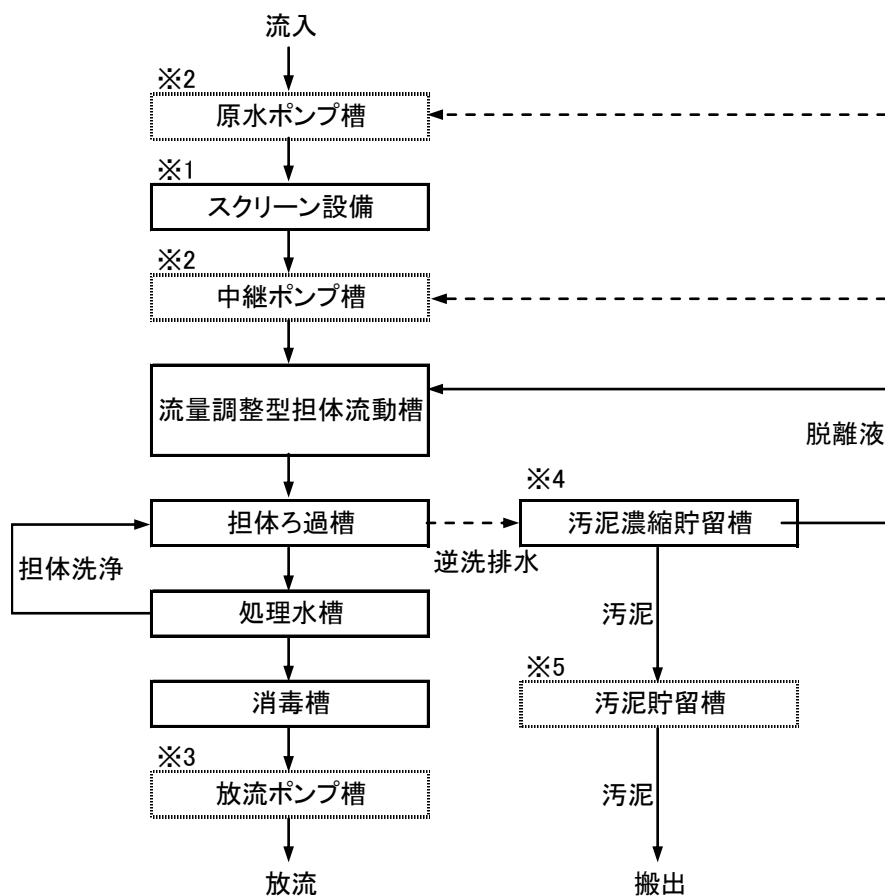 流入
※2
原水ポンプ槽
※1
スクリーン設備
※2
中継ポンプ槽
流量調整型担体流動槽
脱離液
※4
担体ろ過槽
汚泥濃縮貯留槽
担体洗浄
逆洗排水
処理水槽
汚泥
※5
消毒槽
汚泥貯留槽
※3
放流ポンプ槽
汚泥
放流
搬出